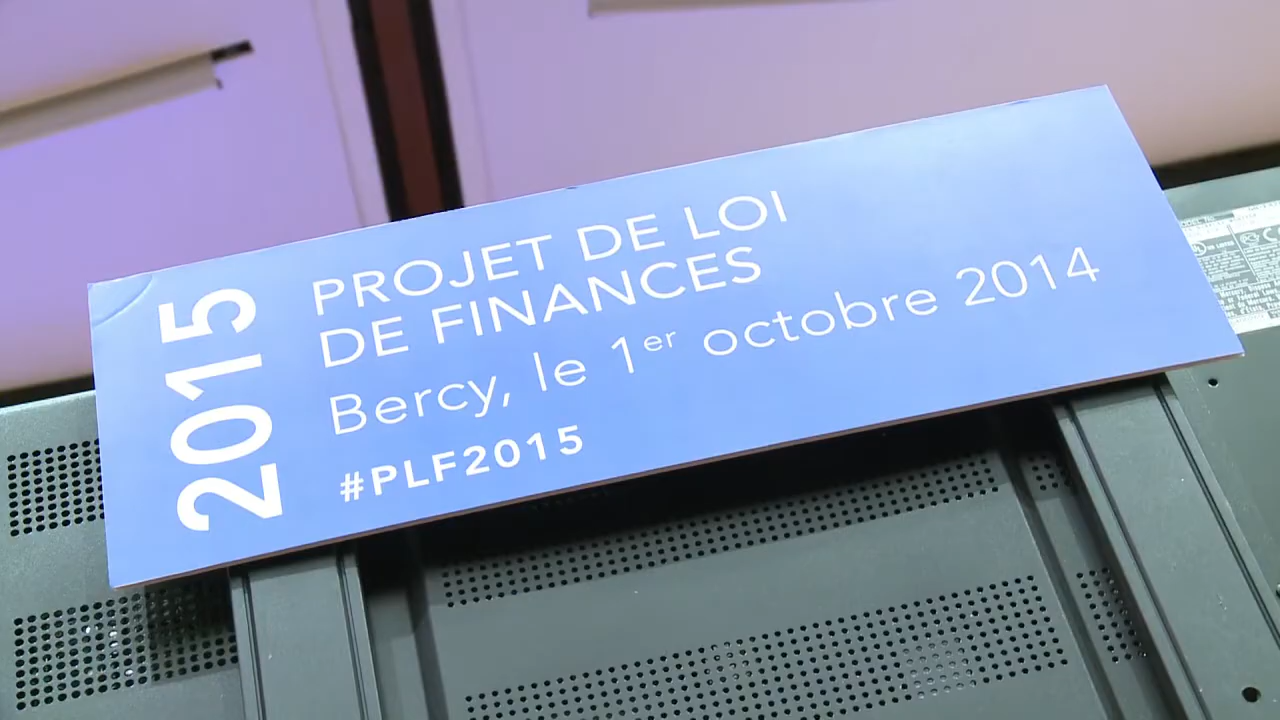 2015
PROJET DE LOI
DE FINANCES
Bercy, le 1er octobre 2014
#PLF2015